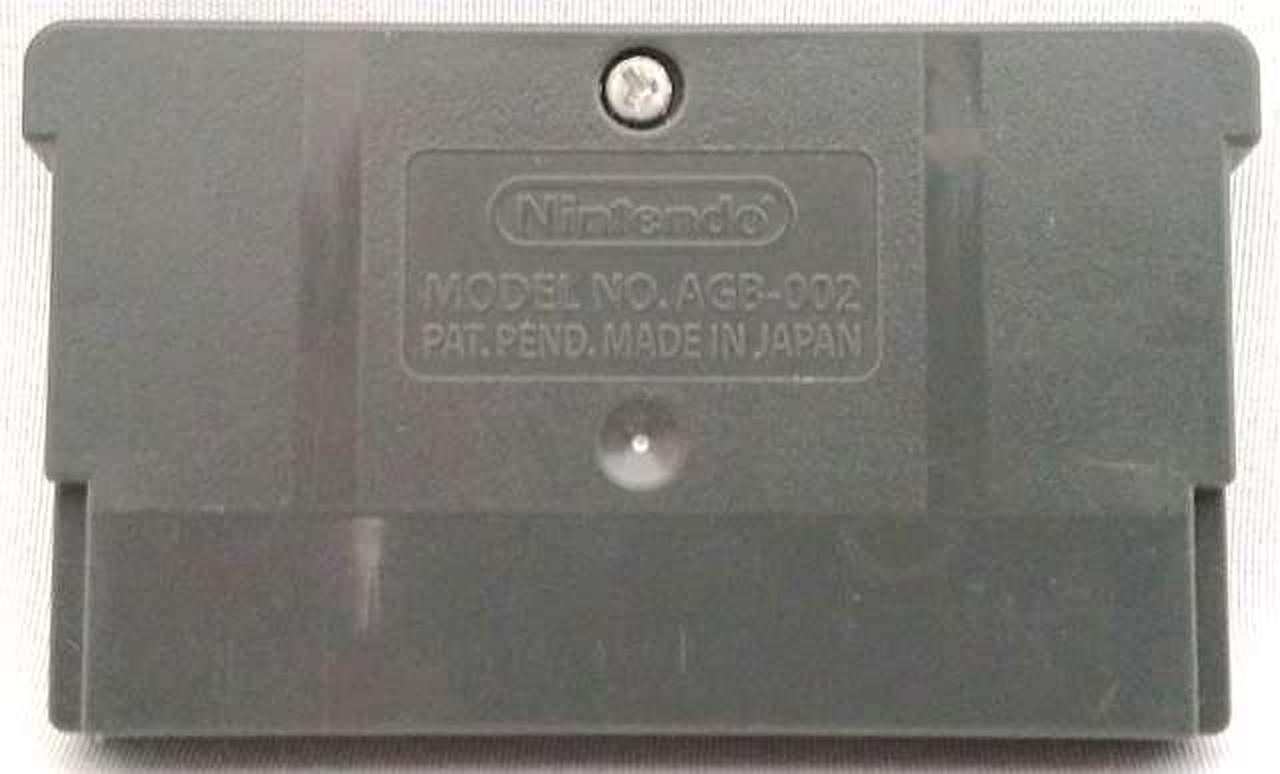 Nintendo
MODEL NO. AGB-002
PAT. PEND. MADE IN JAPAN